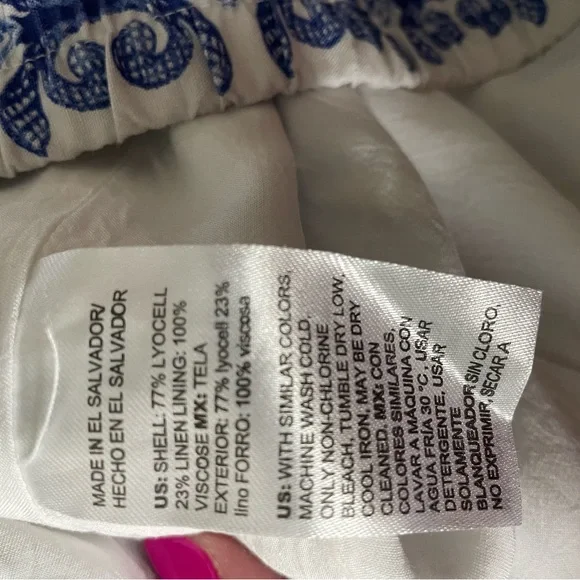 MADE IN EL SALVADOR/
HECHO EN EL SALVADOR
US: SHELL: 77% LYOCELL
23% LINEN LINING: 100%
VISCOSE MX: TELA
EXTERIOR: 77% lyocell 23%
lino FORRO: 100% viscosa
US: WITH SIMILAR COLORS,
MACHINE WASH COLD,
ONLY NON-CHLORINE
BLEACH, TUMBLE DRY LOW,
COOL IRON, MAY BE DRY
CLEANED. MX: CON
COLORES SIMILARES,
LAVAR A MÁQUINA CON
AGUA FRÍA 30 °C, USAR
DETERGENTE, USAR
SOLAMENTE
BLANQUEADOR SIN CLORO,
NO EXPRIMIR, SECAR A